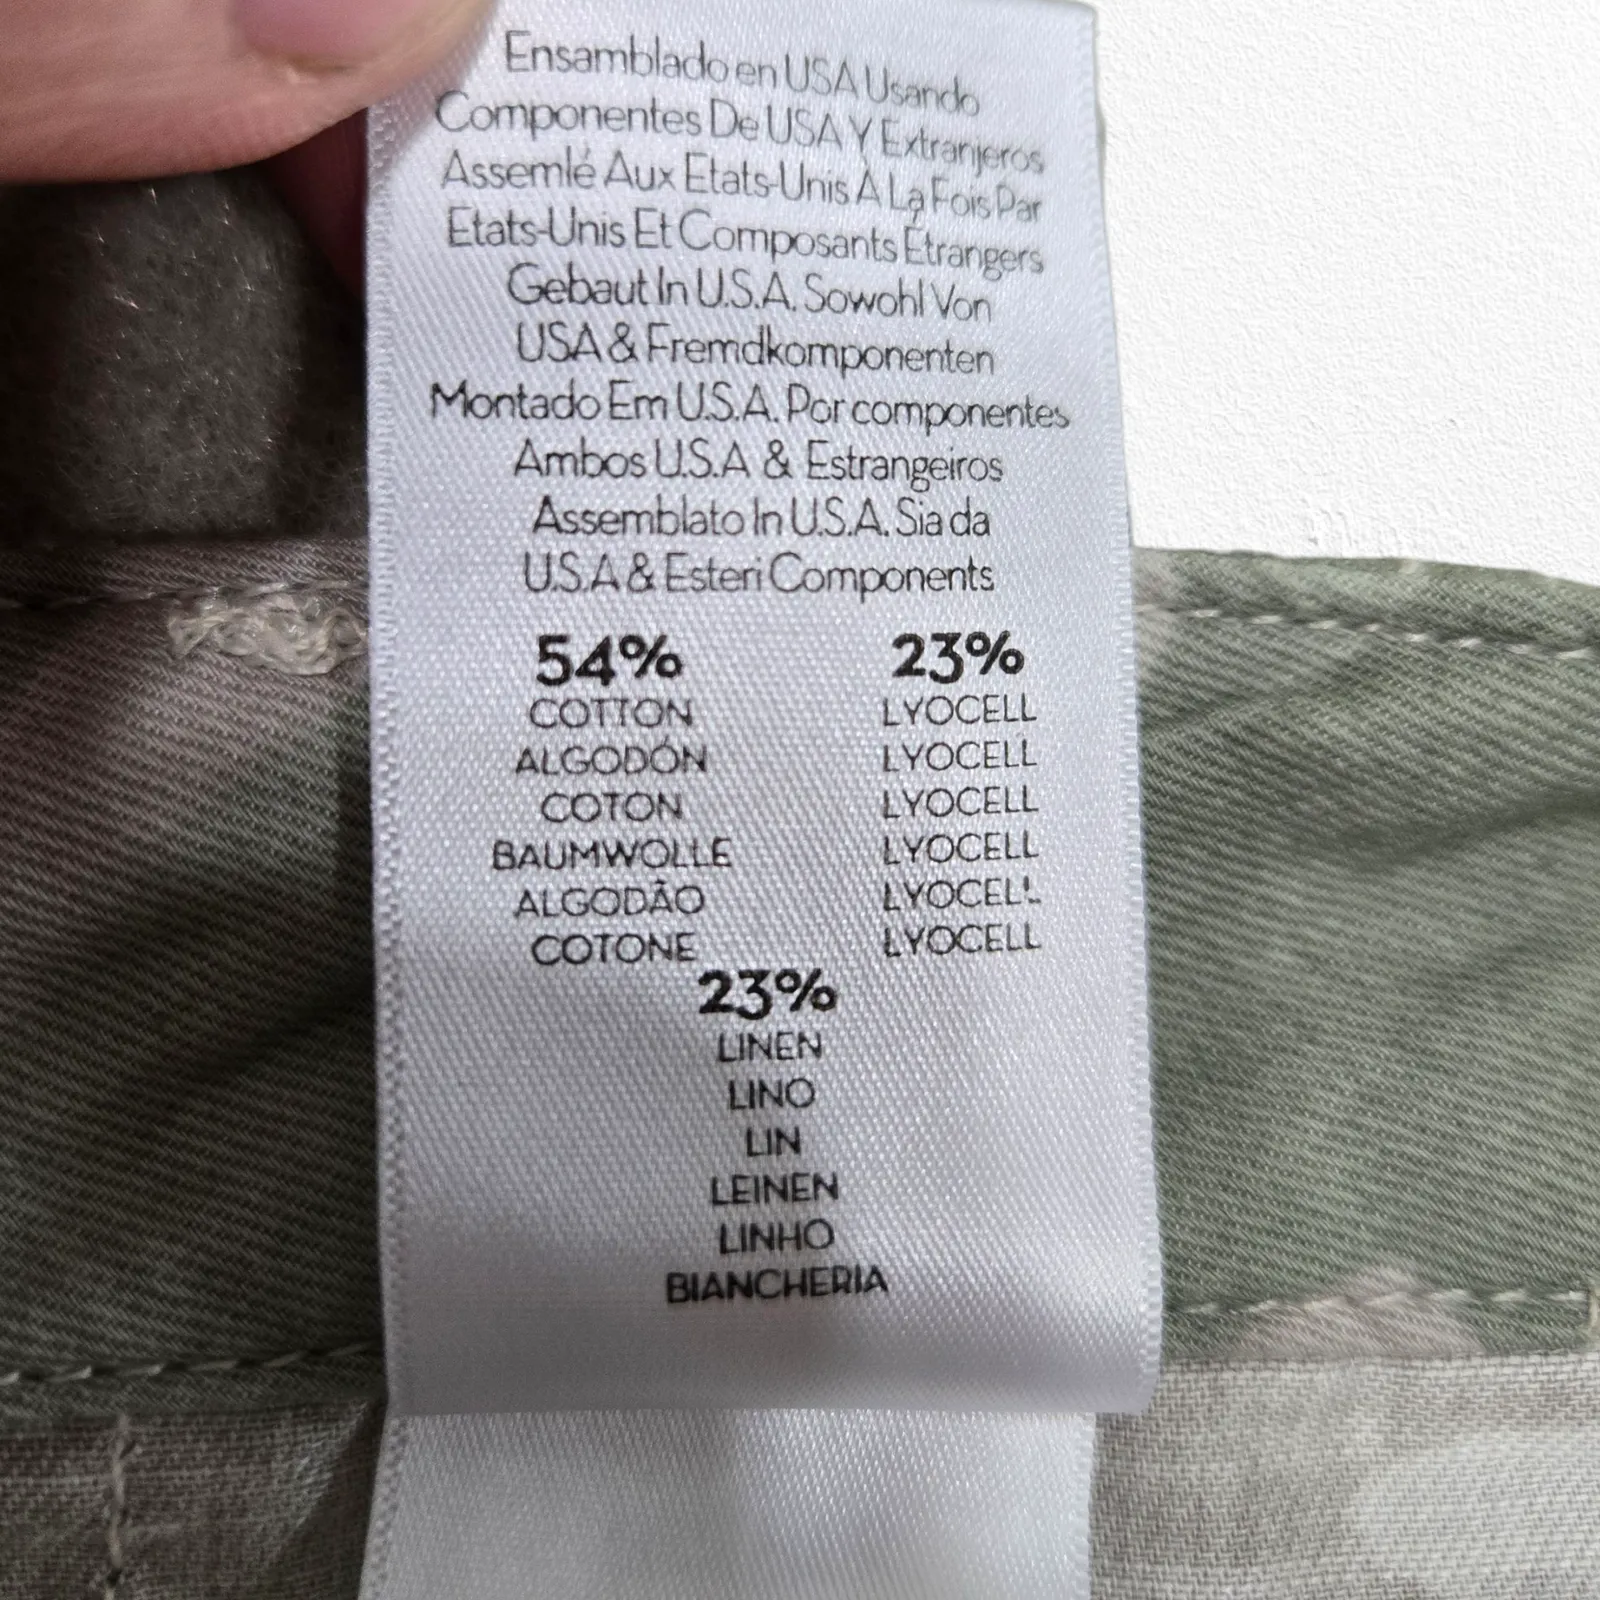 Ensamblado en USA Usando
Componentes De USA Y Extranjeros
Assemlé Aux Etats-Unis À La Fois Par
Etats-Unis Et Composants Étrangers
Gebaut In U.S.A. Sowohl Von
USA & Fremdkomponenten
Montado Em U.S.A. Por componentes
Ambos U.S.A & Estrangeiros
Assemblato In U.S.A. Sia da
U.S.A & Esteri Components
54% 23%
COTTON LYOCELL
ALGODÓN LYOCELL
COTON LYOCELL
BAUMWOLLE LYOCELL
ALGODÃO LYOCELL
COTONE LYOCELL
23%
LINEN
LINO
LIN
LEINEN
LINHO
BIANCHERIA